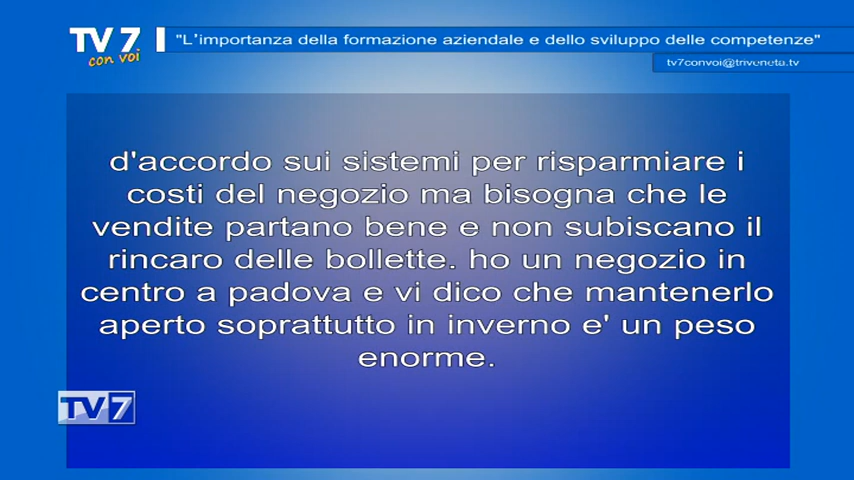 TV 7
con voi
"L'importanza della formazione aziendale e dello sviluppo delle competenze"
tv7convoi@triveneta.tv
d'accordo sui sistemi per risparmiare i
costi del negozio ma bisogna che le
vendite partano bene e non subiscano il
rincaro delle bollette. ho un negozio in
centro a padova e vi dico che mantenerlo
aperto soprattutto in inverno e' un peso
enorme.
TV7